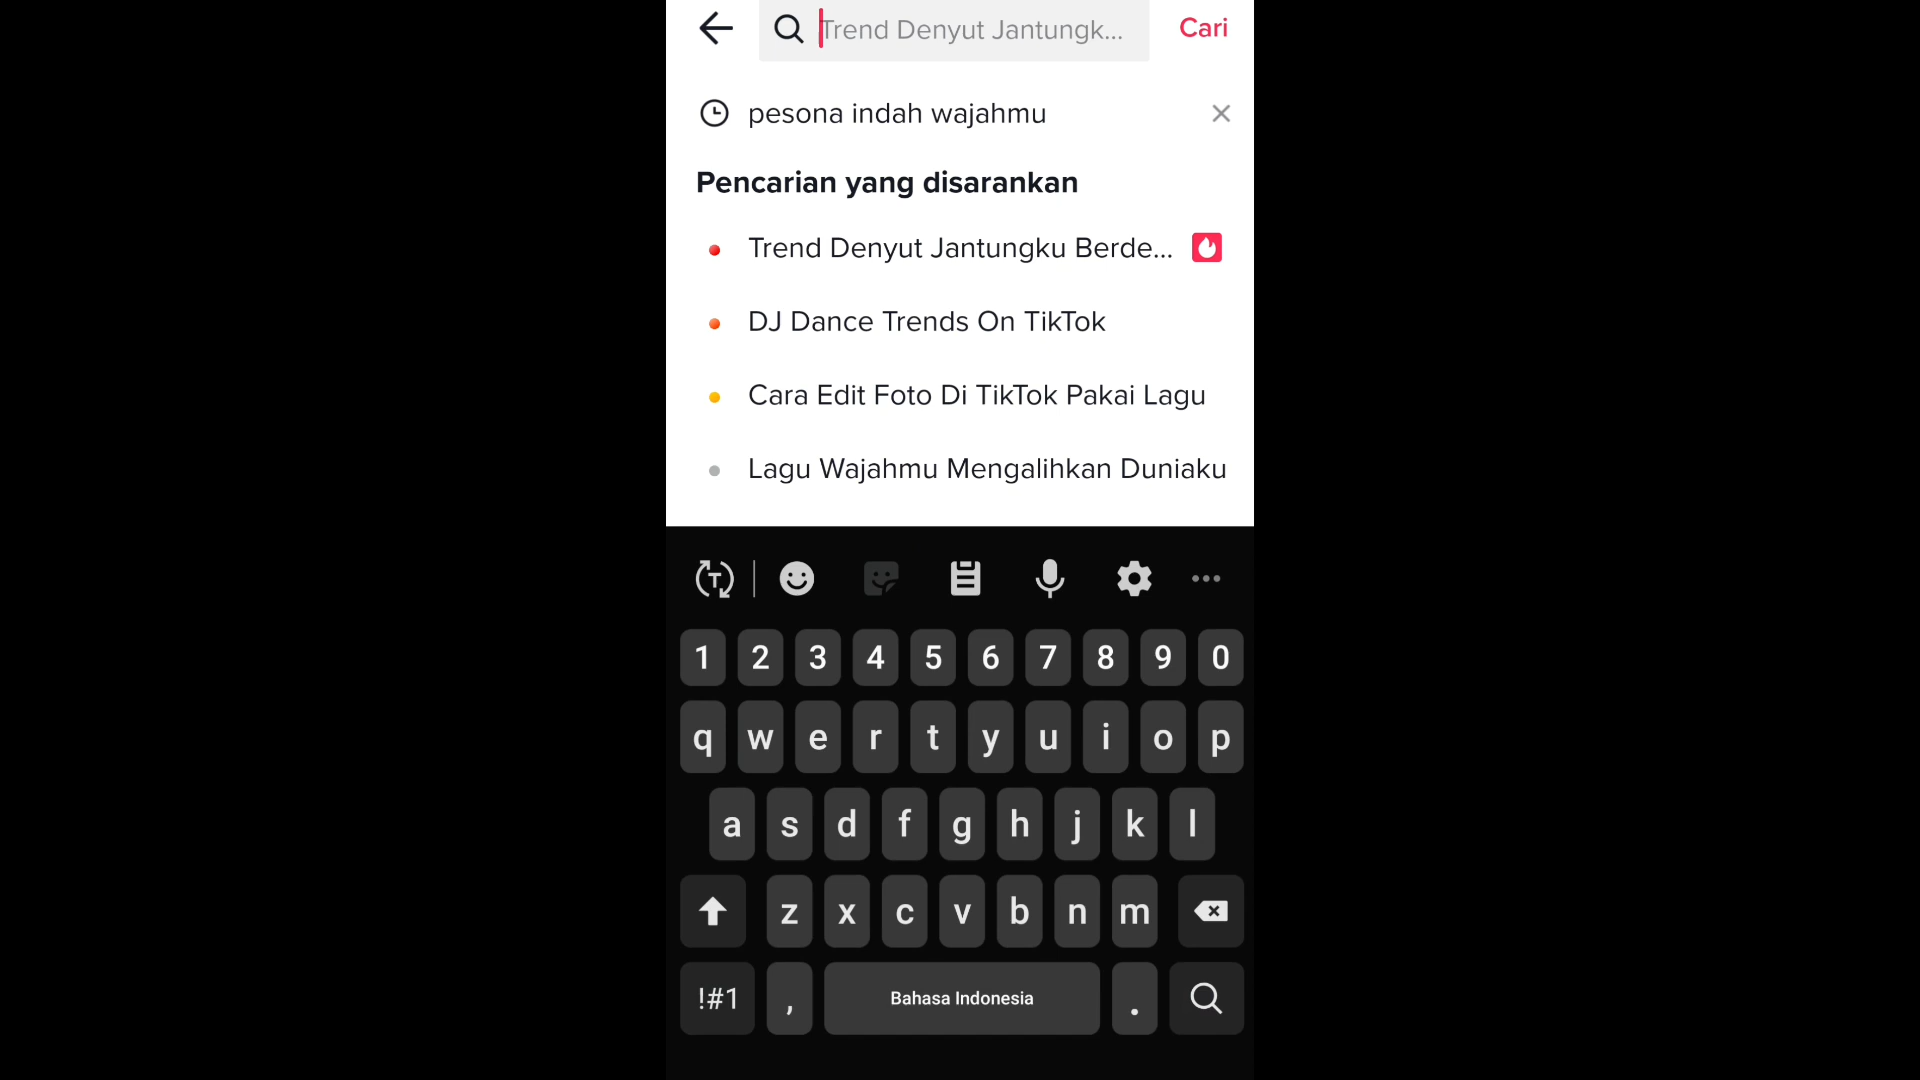 Trend Denyut Jantungk...
Cari
pesona indah wajahmu
Pencarian yang disarankan
Trend Denyut Jantungku Berde...
DJ Dance Trends On TikTok
Cara Edit Foto Di TikTok Pakai Lagu
Lagu Wajahmu Mengalihkan Duniaku
T
1 2 3 4 5 6 7 8 9 0
q w e r t y u i o p
a s d f g h j k l
z x c v b n m
!#1 , Bahasa Indonesia .